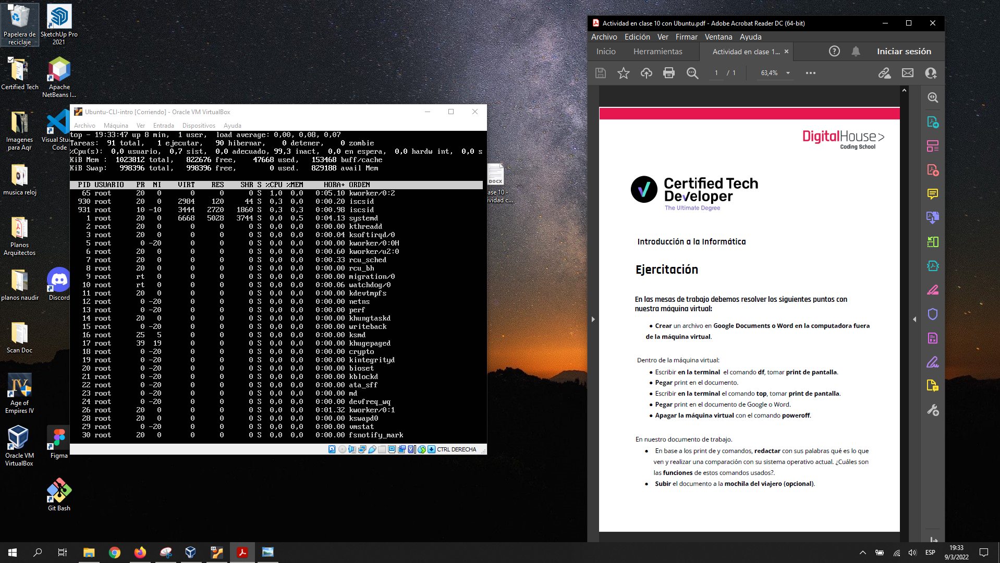 Papelera de
reciclaje
SketchUp Pro
2021
Certified Tech
Apache
NetBeans I...
Imagenes
para Aqr
Visual Stu
Code
musica reloj
Planos
Arquitectos
planos naudir
Discord
Scan Doc
Age of
Empires IV
Oracle VM
VirtualBox
Figma
Git Bash
DOCX
ase 10 -
ividad c...
Ubuntu-CLI-intro [Corriendo] - Oracle VM VirtualBox
Archivo Máquina Ver Entrada Dispositivos Ayuda
top - 19:33:47 up 8 min, 1 user, load average: 0,00, 0,08, 0,07
Tareas: 91 total, 1 ejecutar, 90 hibernar, 0 detener, 0 zombie
%Cpu(s): 0,0 usuario, 0,7 sist, 0,0 adecuado, 99,3 inact, 0,0 en espera, 0,0 hardw int, 0,0 s
KiB Mem : 1023812 total, 822676 free, 47668 used, 153468 buff/cache
KiB Swap: 998396 total, 998396 free, 0 used. 829188 avail Mem
PID USUARIO PR NI VIRT RES SHR S %CPU %MEM HORA+ ORDEN
65 root 20 0 0 0 0 S 1,0 0,0 0:05.10 kworker/0:2
930 root 20 0 2984 120 44 S 0,3 0,0 0:00.20 iscsid
931 root 10 -10 3444 2720 1860 S 0,3 0,3 0:00.98 iscsid
1 root 20 0 6668 5028 3744 S 0,0 0,5 0:04.13 systemd
2 root 20 0 0 0 0 S 0,0 0,0 0:00.00 kthreadd
3 root 20 0 0 0 0 S 0,0 0,0 0:00.04 ksoftirqd/0
5 root 0 -20 0 0 0 S 0,0 0,0 0:00.00 kworker/0:0H
6 root 20 0 0 0 0 S 0,0 0,0 0:00.60 kworker/u2:0
7 root 20 0 0 0 0 S 0,0 0,0 0:00.33 rcu_sched
8 root 20 0 0 0 0 S 0,0 0,0 0:00.00 rcu_bh
9 root rt 0 0 0 0 S 0,0 0,0 0:00.00 migration/0
10 root rt 0 0 0 0 S 0,0 0,0 0:00.06 watchdog/0
11 root 20 0 0 0 0 S 0,0 0,0 0:00.00 kdevtmpfs
12 root 0 -20 0 0 0 S 0,0 0,0 0:00.00 netns
13 root 0 -20 0 0 0 S 0,0 0,0 0:00.00 perf
14 root 20 0 0 0 0 S 0,0 0,0 0:00.00 khungtaskd
15 root 0 -20 0 0 0 S 0,0 0,0 0:00.00 writeback
16 root 25 5 0 0 0 S 0,0 0,0 0:00.00 ksmd
17 root 39 19 0 0 0 S 0,0 0,0 0:00.00 khugepaged
18 root 0 -20 0 0 0 S 0,0 0,0 0:00.00 crypto
19 root 0 -20 0 0 0 S 0,0 0,0 0:00.00 kintegrityd
20 root 0 -20 0 0 0 S 0,0 0,0 0:00.00 bioset
21 root 0 -20 0 0 0 S 0,0 0,0 0:00.00 kblockd
22 root 0 -20 0 0 0 S 0,0 0,0 0:00.00 ata_sff
23 root 0 -20 0 0 0 S 0,0 0,0 0:00.00 md
24 root 0 -20 0 0 0 S 0,0 0,0 0:00.00 devfreq_wq
26 root 20 0 0 0 0 S 0,0 0,0 0:01.32 kworker/0:1
28 root 20 0 0 0 0 S 0,0 0,0 0:00.00 kswapd0
29 root 0 -20 0 0 0 S 0,0 0,0 0:00.00 vmstat
30 root 20 0 0 0 0 S 0,0 0,0 0:00.00 fsnotify_mark
CTRL DERECHA
Actividad en clase 10 con Ubuntu.pdf - Adobe Acrobat Reader DC (64-bit)
Archivo Edición Ver Firmar Ventana Ayuda
Inicio Herramientas Actividad en clase 1... × Iniciar sesión
1 / 1 63,4%
DigitalHouse>
Coding School
Certified Tech
Developer
The Ultimate Degree
Introducción a la Informática
Ejercitación
En las mesas de trabajo debemos resolver los siguientes puntos con
nuestra máquina virtual:
● Crear un archivo en Google Documents o Word en la computadora fuera
de la máquina virtual.
Dentro de la máquina virtual:
● Escribir en la terminal el comando df, tomar print de pantalla.
● Pegar print en el documento.
● Escribir en la terminal el comando top, tomar print de pantalla.
● Pegar print en el documento de Google o Word.
● Apagar la máquina virtual con el comando poweroff.
En nuestro documento de trabajo.
● En base a los print de y comandos, redactar con sus palabras qué es lo que
ven y realizar una comparación con su sistema operativo actual. ¿Cuáles son
las funciones de estos comandos usados?.
● Subir el documento a la mochila del viajero (opcional).
ESP
19:33
9/3/2022